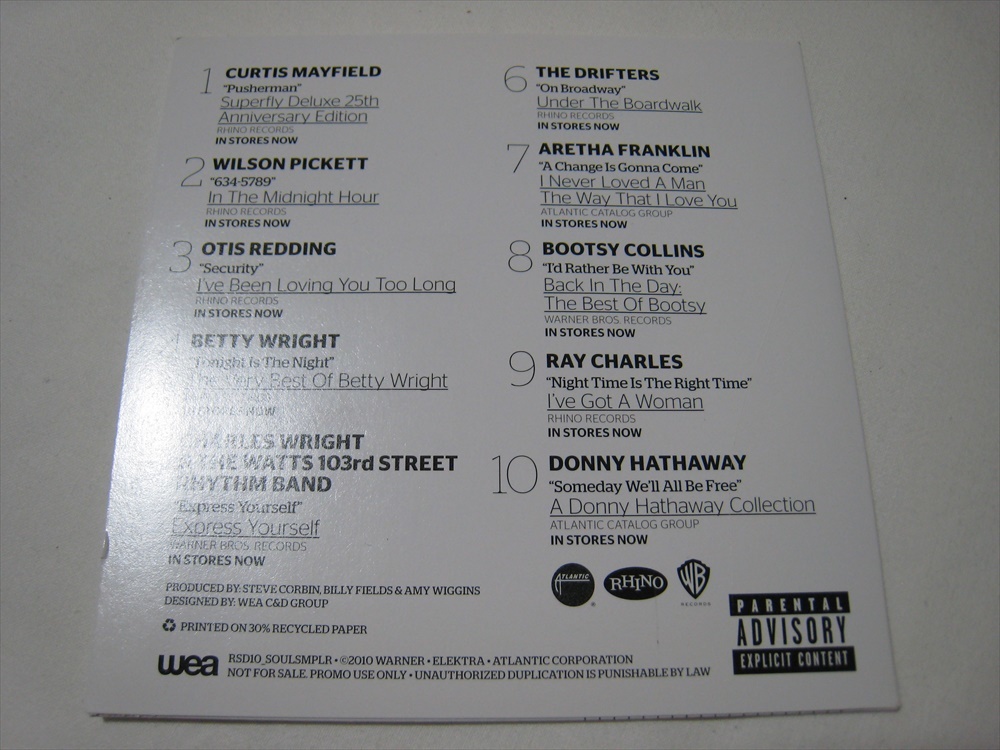 1 CURTIS MAYFIELD
"Pusherman"
Superfly Deluxe 25th
Anniversary Edition
RHINO RECORDS
IN STORES NOW
2 WILSON PICKETT
"634-5789"
In The Midnight Hour
RHINO RECORDS
IN STORES NOW
3 OTIS REDDING
"Security"
I've Been Loving You Too Long
RHINO RECORDS
IN STORES NOW
BETTY WRIGHT
"Tonight Is The Night"
The Very Best Of Betty Wright
IN STORES NOW
CHARLES WRIGHT
& THE WATTS 103rd STREET
RHYTHM BAND
"Express Yourself"
Express Yourself
WARNER BROS. RECORDS
IN STORES NOW
6 THE DRIFTERS
"On Broadway"
Under The Boardwalk
RHINO RECORDS
IN STORES NOW
7 ARETHA FRANKLIN
"A Change Is Gonna Come"
I Never Loved A Man
The Way That I Love You
ATLANTIC CATALOG GROUP
IN STORES NOW
8 BOOTSY COLLINS
"I'd Rather Be With You"
Back In The Day:
The Best Of Bootsy
WARNER BROS. RECORDS
IN STORES NOW
9 RAY CHARLES
"Night Time Is The Right Time"
I've Got A Woman
RHINO RECORDS
IN STORES NOW
10 DONNY HATHAWAY
"Someday We'll All Be Free"
A Donny Hathaway Collection
ATLANTIC CATALOG GROUP
IN STORES NOW
PRODUCED BY: STEVE CORBIN, BILLY FIELDS & AMY WIGGINS
DESIGNED BY: WEA C&D GROUP
PRINTED ON 30% RECYCLED PAPER
ATLANTIC ® RHINO WB RECORDS
wea RSD10_SOULSMPLR • ©2010 WARNER • ELEKTRA • ATLANTIC CORPORATION
NOT FOR SALE. PROMO USE ONLY • UNAUTHORIZED DUPLICATION IS PUNISHABLE BY LAW
PARENTAL
ADVISORY
EXPLICIT CONTENT